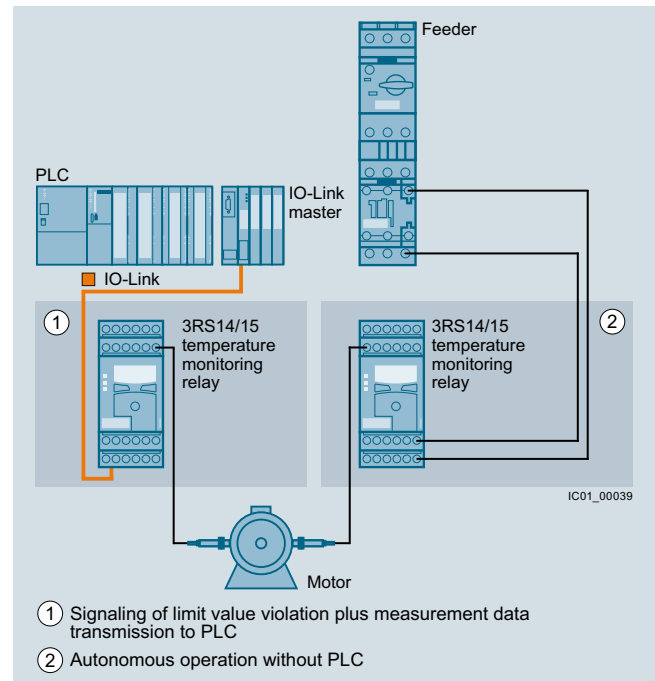 Feeder
PLC
IO-Link
master
IO-Link
1
3RS14/15
temperature
monitoring
relay
3RS14/15
temperature
monitoring
relay
2
IC01_00039
Motor
1 Signaling of limit value violation plus measurement data
transmission to PLC
2 Autonomous operation without PLC